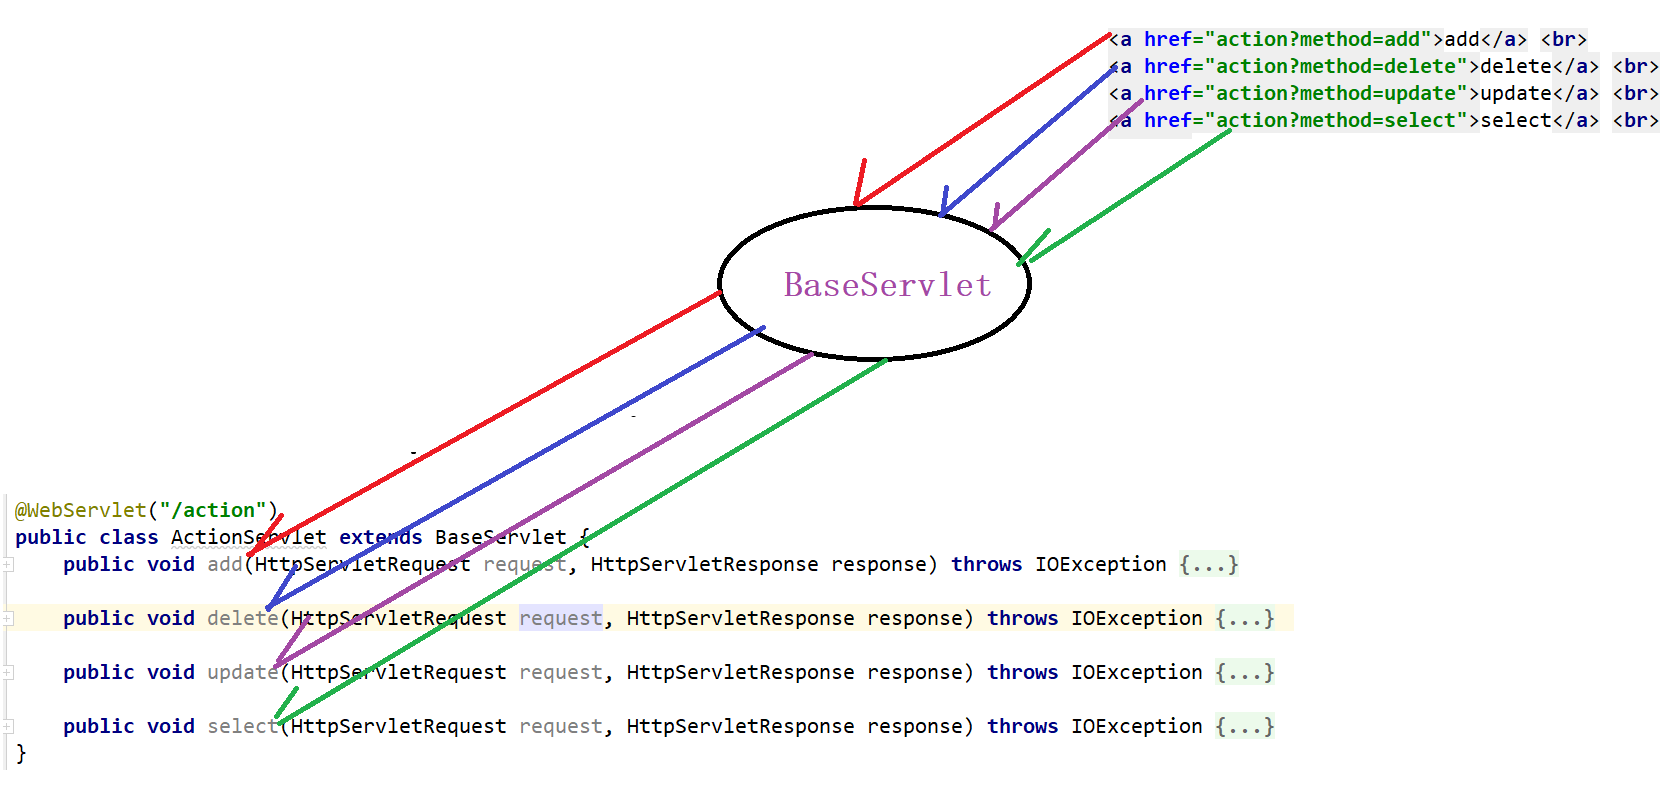 <a href="action?method=add">add</a> <br>
<a href="action?method=delete">delete</a> <br>
<a href="action?method=update">update</a> <br>
<a href="action?method=select">select</a> <br>
BaseServlet
@WebServlet("/action")
public class ActionServlet extends BaseServlet {
public void add(HttpServletRequest request, HttpServletResponse response) throws IOException {...}
public void delete(HttpServletRequest request, HttpServletResponse response) throws IOException {...}
public void update(HttpServletRequest request, HttpServletResponse response) throws IOException {...}
public void select(HttpServletRequest request, HttpServletResponse response) throws IOException {...}
}